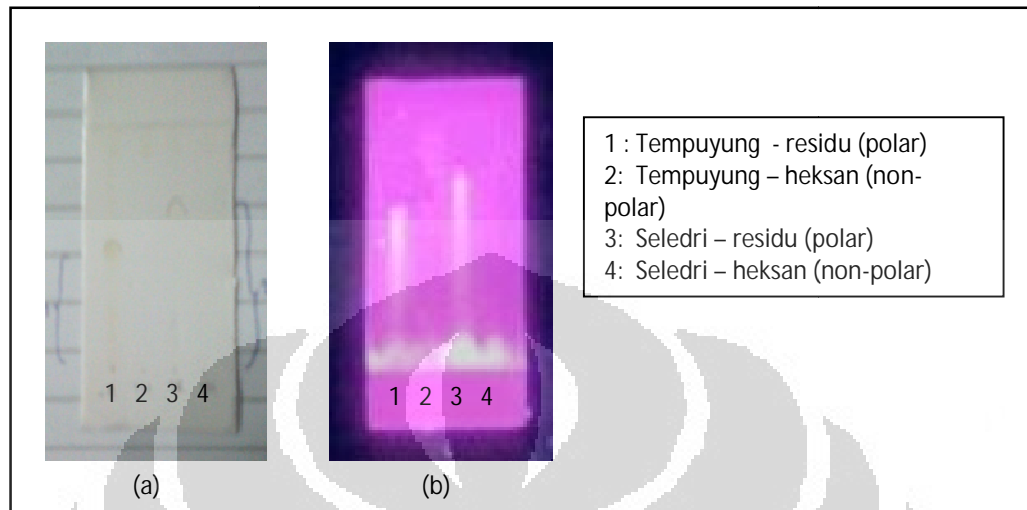 1 : Tempuyung - residu (polar)
2: Tempuyung – heksan (non-
polar)
3: Seledri – residu (polar)
4: Seledri – heksan (non-polar)
1 2 3 4
1 2 3 4
(a)
(b)